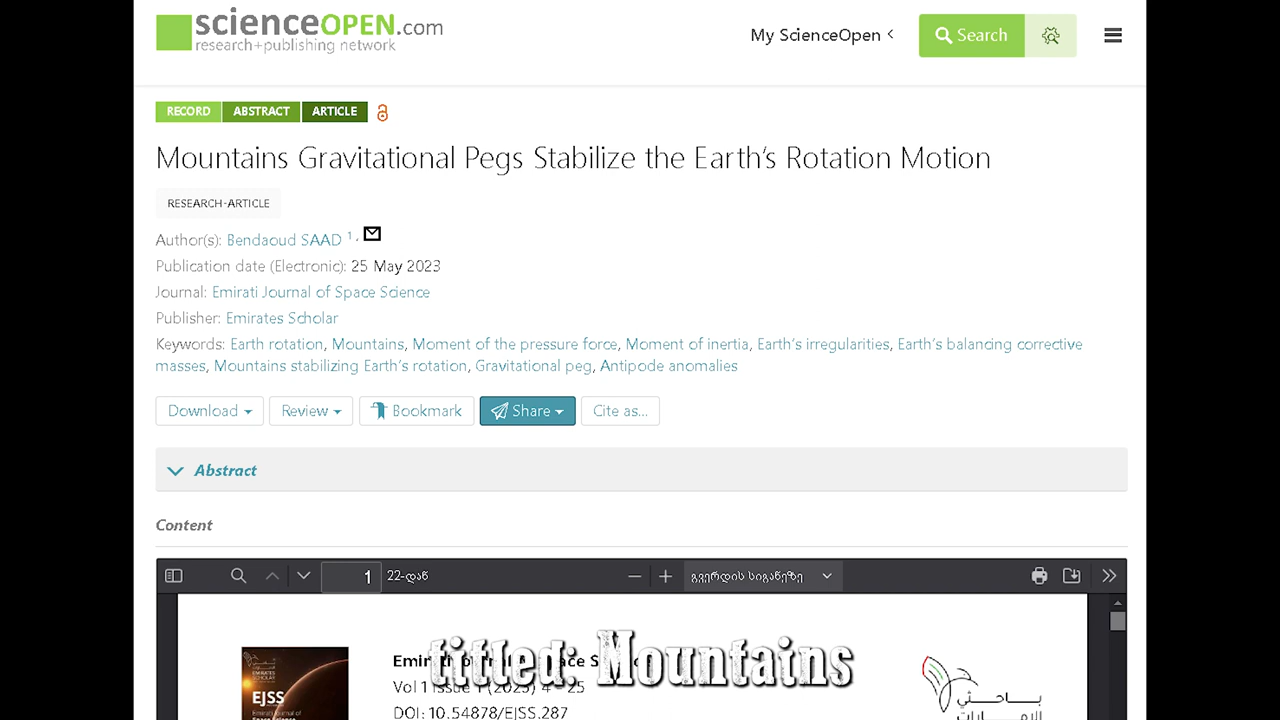 scienceOPEN.com
research+publishing network
My ScienceOpen
Search
RECORD ABSTRACT ARTICLE
Mountains Gravitational Pegs Stabilize the Earth's Rotation Motion
RESEARCH-ARTICLE
Author(s): Bendaoud SAAD 1,
Publication date (Electronic): 25 May 2023
Journal: Emirati Journal of Space Science
Publisher: Emirates Scholar
Keywords: Earth rotation, Mountains, Moment of the pressure force, Moment of inertia, Earth's irregularities, Earth's balancing corrective
masses, Mountains stabilizing Earth's rotation, Gravitational peg, Antipode anomalies
Download Review Bookmark Share Cite as...
Abstract
Content
1 22-დან გვერდის სიგანეზე
titled: Mountains
Vol 1 Issue 1 (2023) 4 - 25
DOI: 10.54878/EJSS.287
EJSS
باحثي
الإمارات